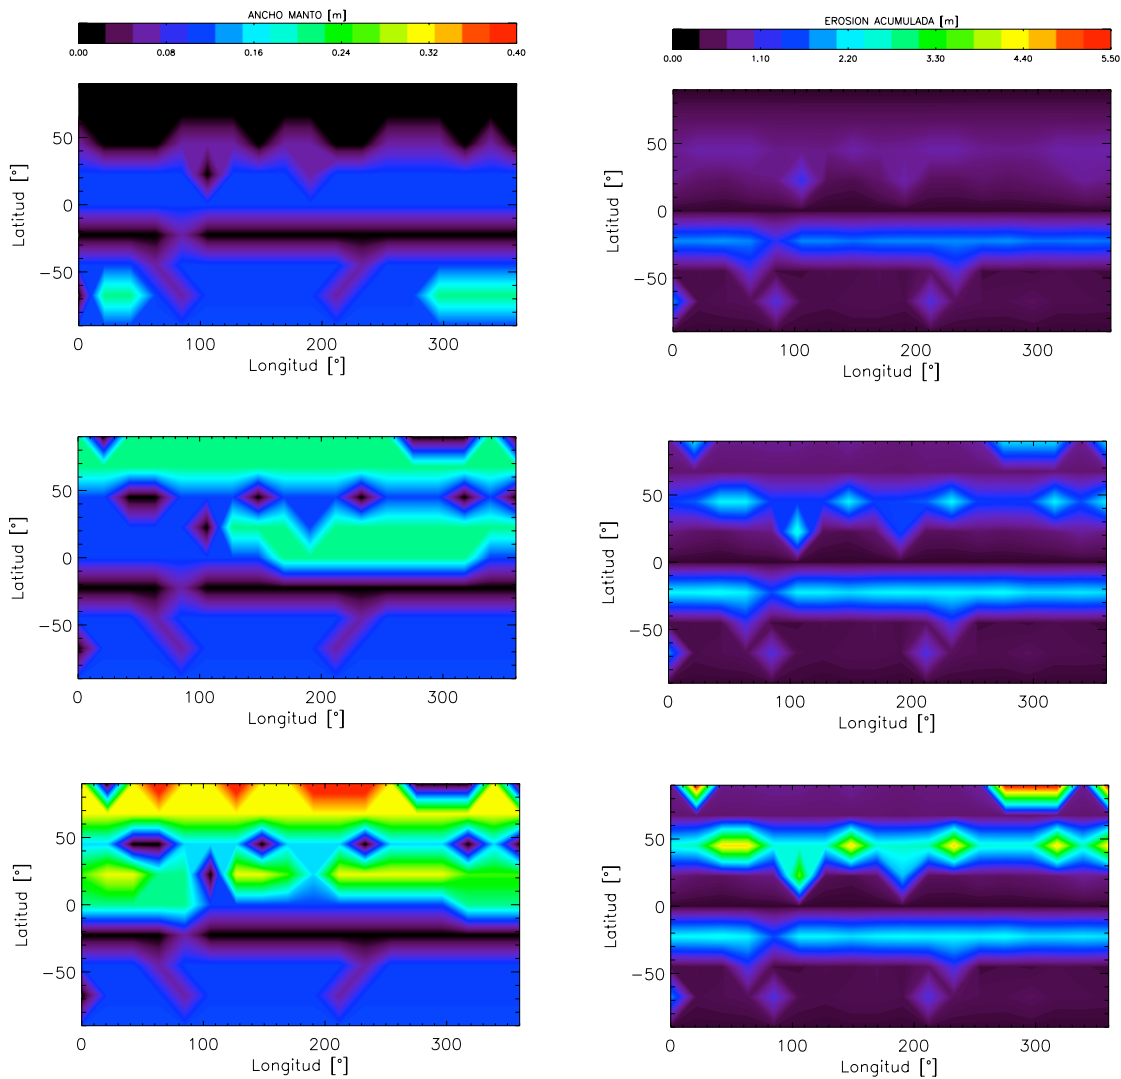 ANCHO MANTO [m]
0.00 0.08 0.16 0.24 0.32 0.40
EROSION ACUMULADA [m]
0.00 1.10 2.20 3.30 4.40 5.50
Latitud [°]
50
0
−50
0 100 200 300
Longitud [°]
Latitud [°]
50
0
−50
0 100 200 300
Longitud [°]
Latitud [°]
50
0
−50
0 100 200 300
Longitud [°]
Latitud [°]
50
0
−50
0 100 200 300
Longitud [°]
Latitud [°]
50
0
−50
0 100 200 300
Longitud [°]
Latitud [°]
50
0
−50
0 100 200 300
Longitud [°]